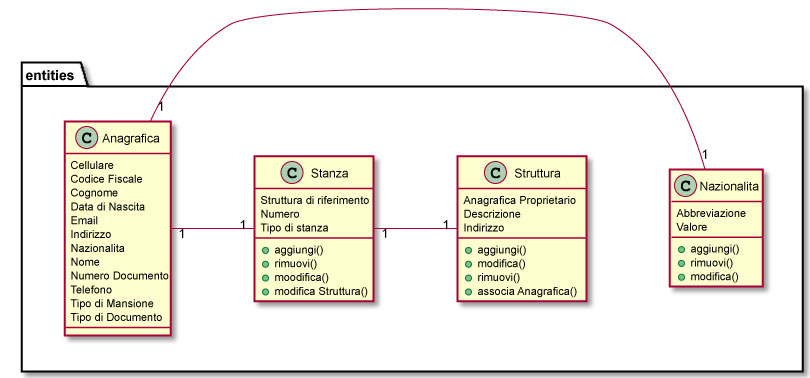 entities
1
1
C Anagrafica
Cellulare
Codice Fiscale
Cognome
Data di Nascita
Email
Indirizzo
Nazionalita
Nome
Numero Documento
Telefono
Tipo di Mansione
Tipo di Documento
1
1
C Stanza
Struttura di riferimento
Numero
Tipo di stanza
aggiungi()
rimuovi()
moodifica()
modifica Struttura()
1
1
C Struttura
Anagrafica Proprietario
Descrizione
Indirizzo
aggiungi()
modifica()
rimuovi()
associa Anagrafica()
C Nazionalita
Abbreviazione
Valore
aggiungi()
rimuovi()
modifica()